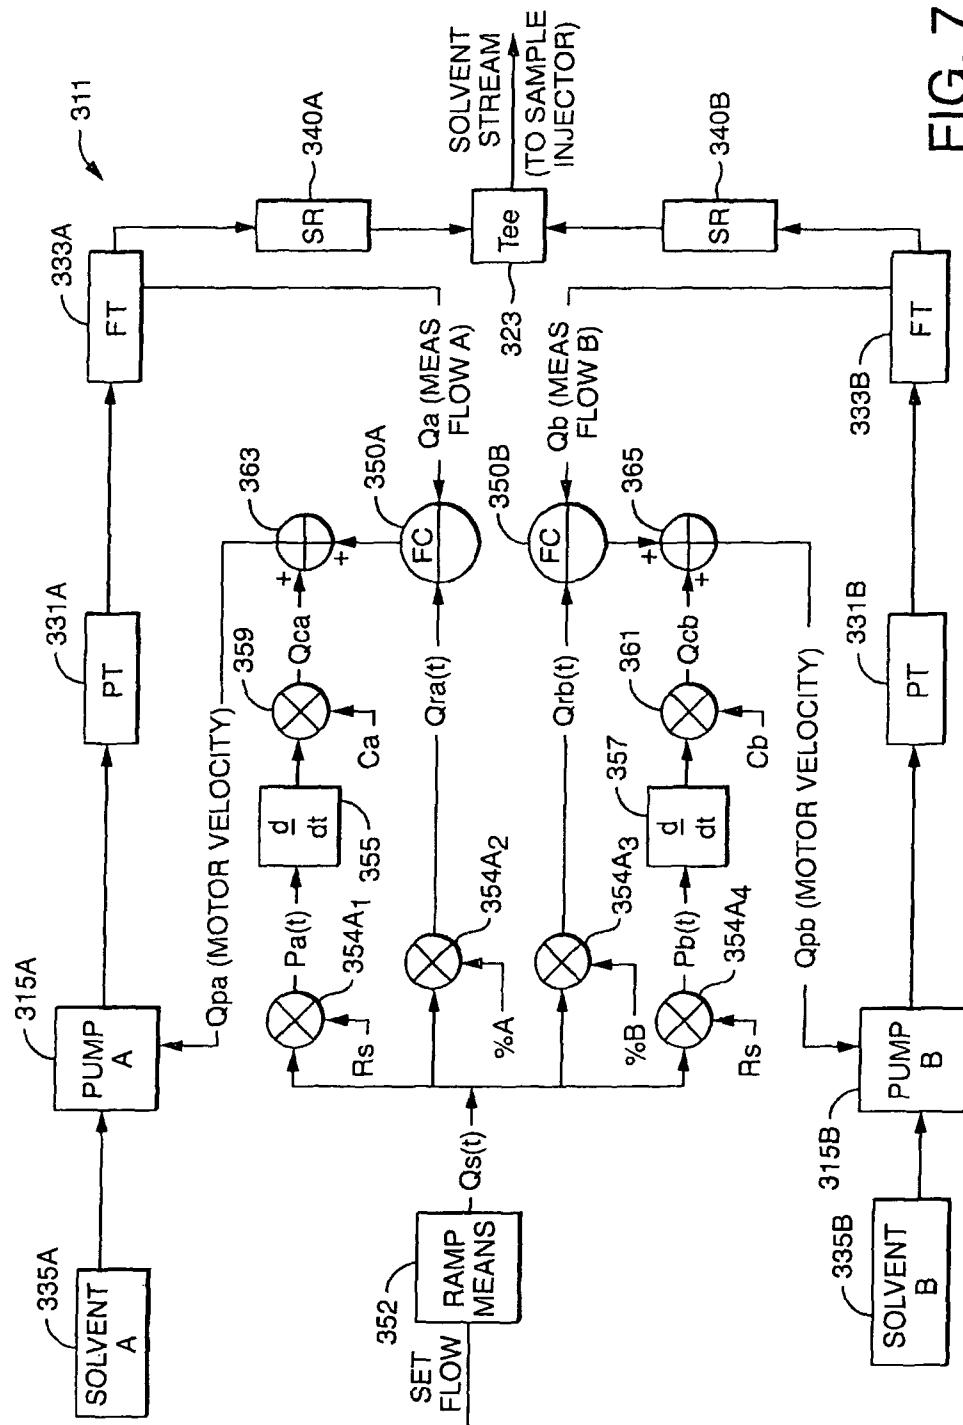 335A
SOLVENT
A
315A
PUMP
A
331A
PT
333A
FT
311
340A
SR
Qpa (MOTOR VELOCITY)
363
+
+
359
Qca
Ca
d
dt
355
Pa(t)
354A1
Rs
350A
FC
Qa (MEAS
FLOW A)
Qra(t)
354A2
%A
SOLVENT
STREAM
(TO SAMPLE
INJECTOR)
Tee
323
352
SET
FLOW
RAMP
MEANS
Qs(t)
Qb (MEAS
FLOW B)
350B
FC
Qrb(t)
354A3
%B
365
+
+
361
Qcb
Cb
357
d
dt
Pb(t)
354A4
Rs
Qpb (MOTOR VELOCITY)
340B
SR
335B
SOLVENT
B
315B
PUMP
B
331B
PT
333B
FT
FIG. 7